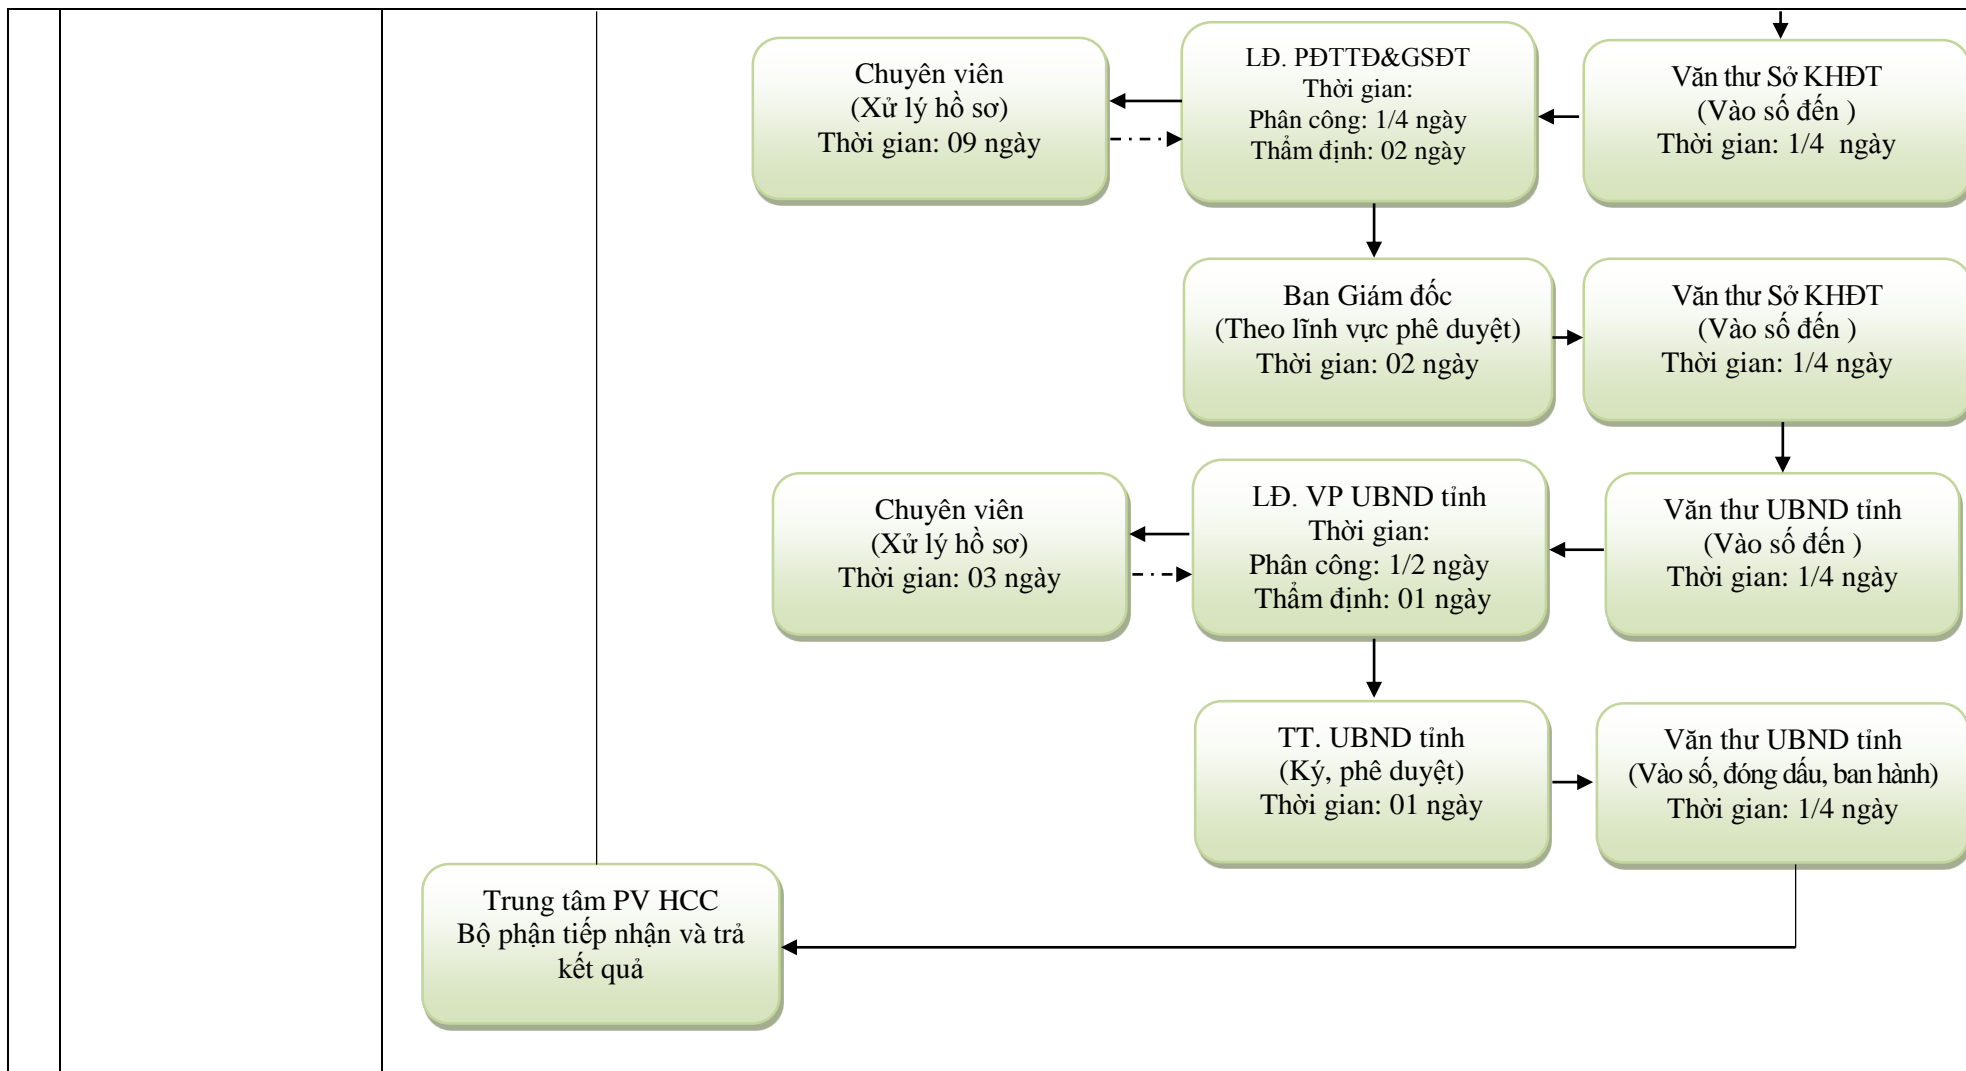 Chuyên viên
(Xử lý hồ sơ)
Thời gian: 09 ngày
LĐ. PĐTTĐ&GSĐT
Thời gian:
Phân công: 1/4 ngày
Thẩm định: 02 ngày
Văn thư Sở KHĐT
(Vào số đến )
Thời gian: 1/4 ngày
Ban Giám đốc
(Theo lĩnh vực phê duyệt)
Thời gian: 02 ngày
Văn thư Sở KHĐT
(Vào số đến )
Thời gian: 1/4 ngày
Chuyên viên
(Xử lý hồ sơ)
Thời gian: 03 ngày
LĐ. VP UBND tỉnh
Thời gian:
Phân công: 1/2 ngày
Thẩm định: 01 ngày
Văn thư UBND tỉnh
(Vào số đến )
Thời gian: 1/4 ngày
TT. UBND tỉnh
(Ký, phê duyệt)
Thời gian: 01 ngày
Văn thư UBND tỉnh
(Vào số, đóng dấu, ban hành)
Thời gian: 1/4 ngày
Trung tâm PV HCC
Bộ phận tiếp nhận và trả
kết quả